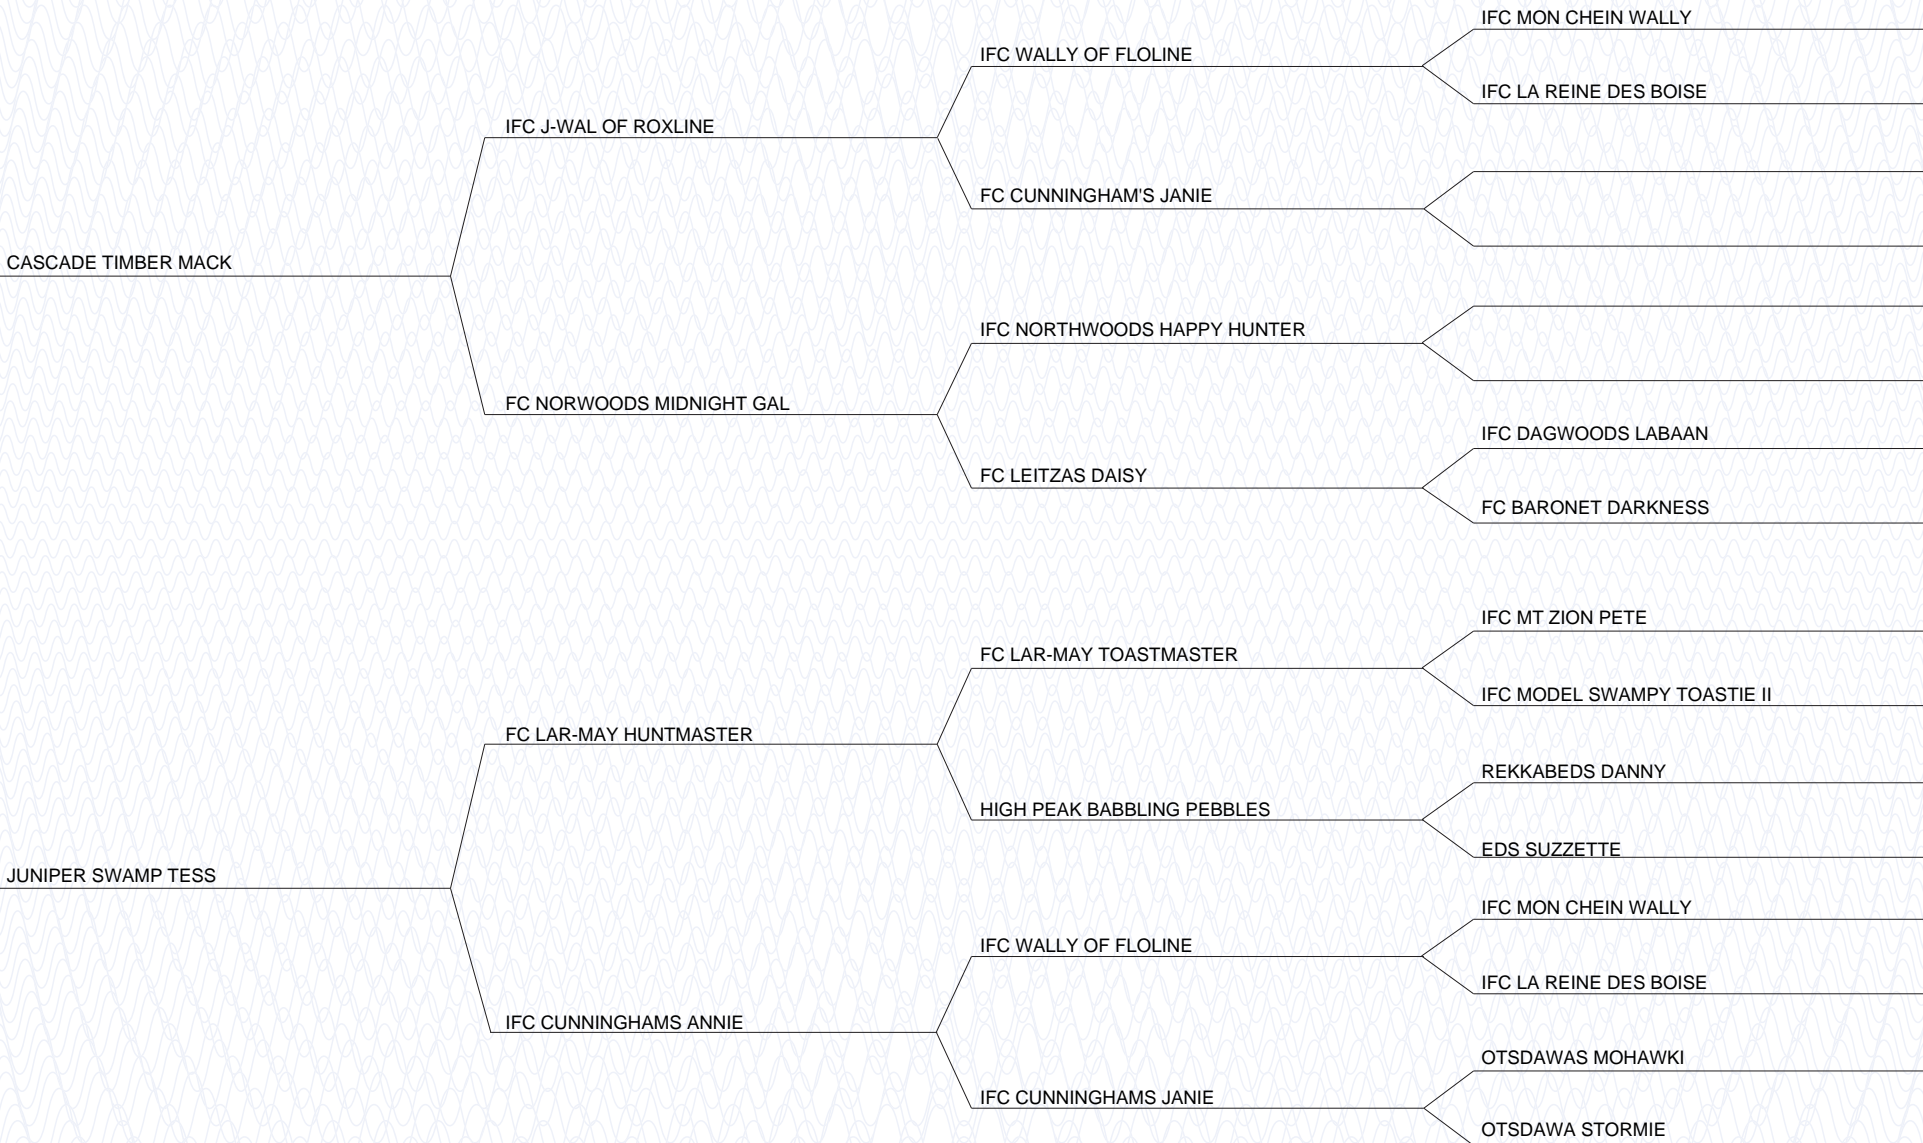 IFC MON CHEIN WALLY
IFC WALLY OF FLOLINE
IFC LA REINE DES BOISE
IFC J-WAL OF ROXLINE
FC CUNNINGHAM'S JANIE
CASCADE TIMBER MACK
IFC NORTHWOODS HAPPY HUNTER
FC NORWOODS MIDNIGHT GAL
IFC DAGWOODS LABAAN
FC LEITZAS DAISY
FC BARONET DARKNESS
IFC MT ZION PETE
FC LAR-MAY TOASTMASTER
IFC MODEL SWAMPY TOASTIE II
FC LAR-MAY HUNTMASTER
REKKABEDS DANNY
HIGH PEAK BABBLING PEBBLES
EDS SUZZETTE
JUNIPER SWAMP TESS
IFC MON CHEIN WALLY
IFC WALLY OF FLOLINE
IFC LA REINE DES BOISE
IFC CUNNINGHAMS ANNIE
OTSDAWAS MOHAWKI
IFC CUNNINGHAMS JANIE
OTSDAWA STORMIE